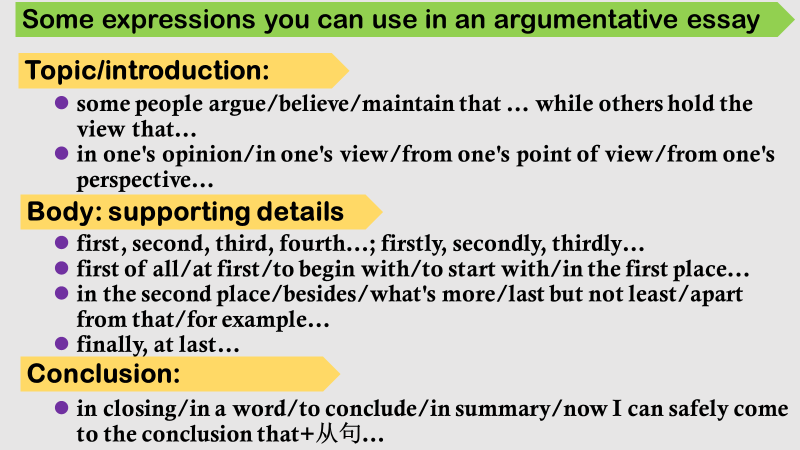 Some expressions you can use in an argumentative essay
Topic/introduction:
some people argue/believe/maintain that … while others hold the
view that…
in one's opinion/in one's view/from one's point of view/from one's
perspective…
Body: supporting details
first, second, third, fourth…; firstly, secondly, thirdly…
first of all/at first/to begin with/to start with/in the first place…
in the second place/besides/what's more/last but not least/apart
from that/for example…
finally, at last…
Conclusion:
in closing/in a word/to conclude/in summary/now I can safely come
to the conclusion that+从句…